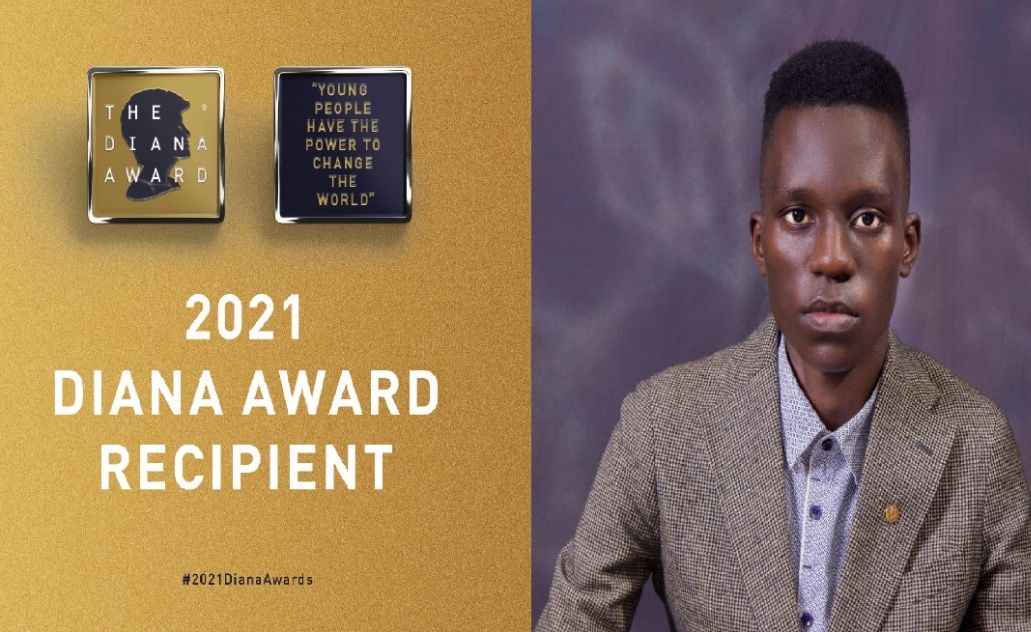 THE ®
DIANA
AWARD
"YOUNG
PEOPLE
HAVE THE
POWER TO
CHANGE
THE
WORLD"
2021
DIANA AWARD
RECIPIENT
#2021DianaAwards